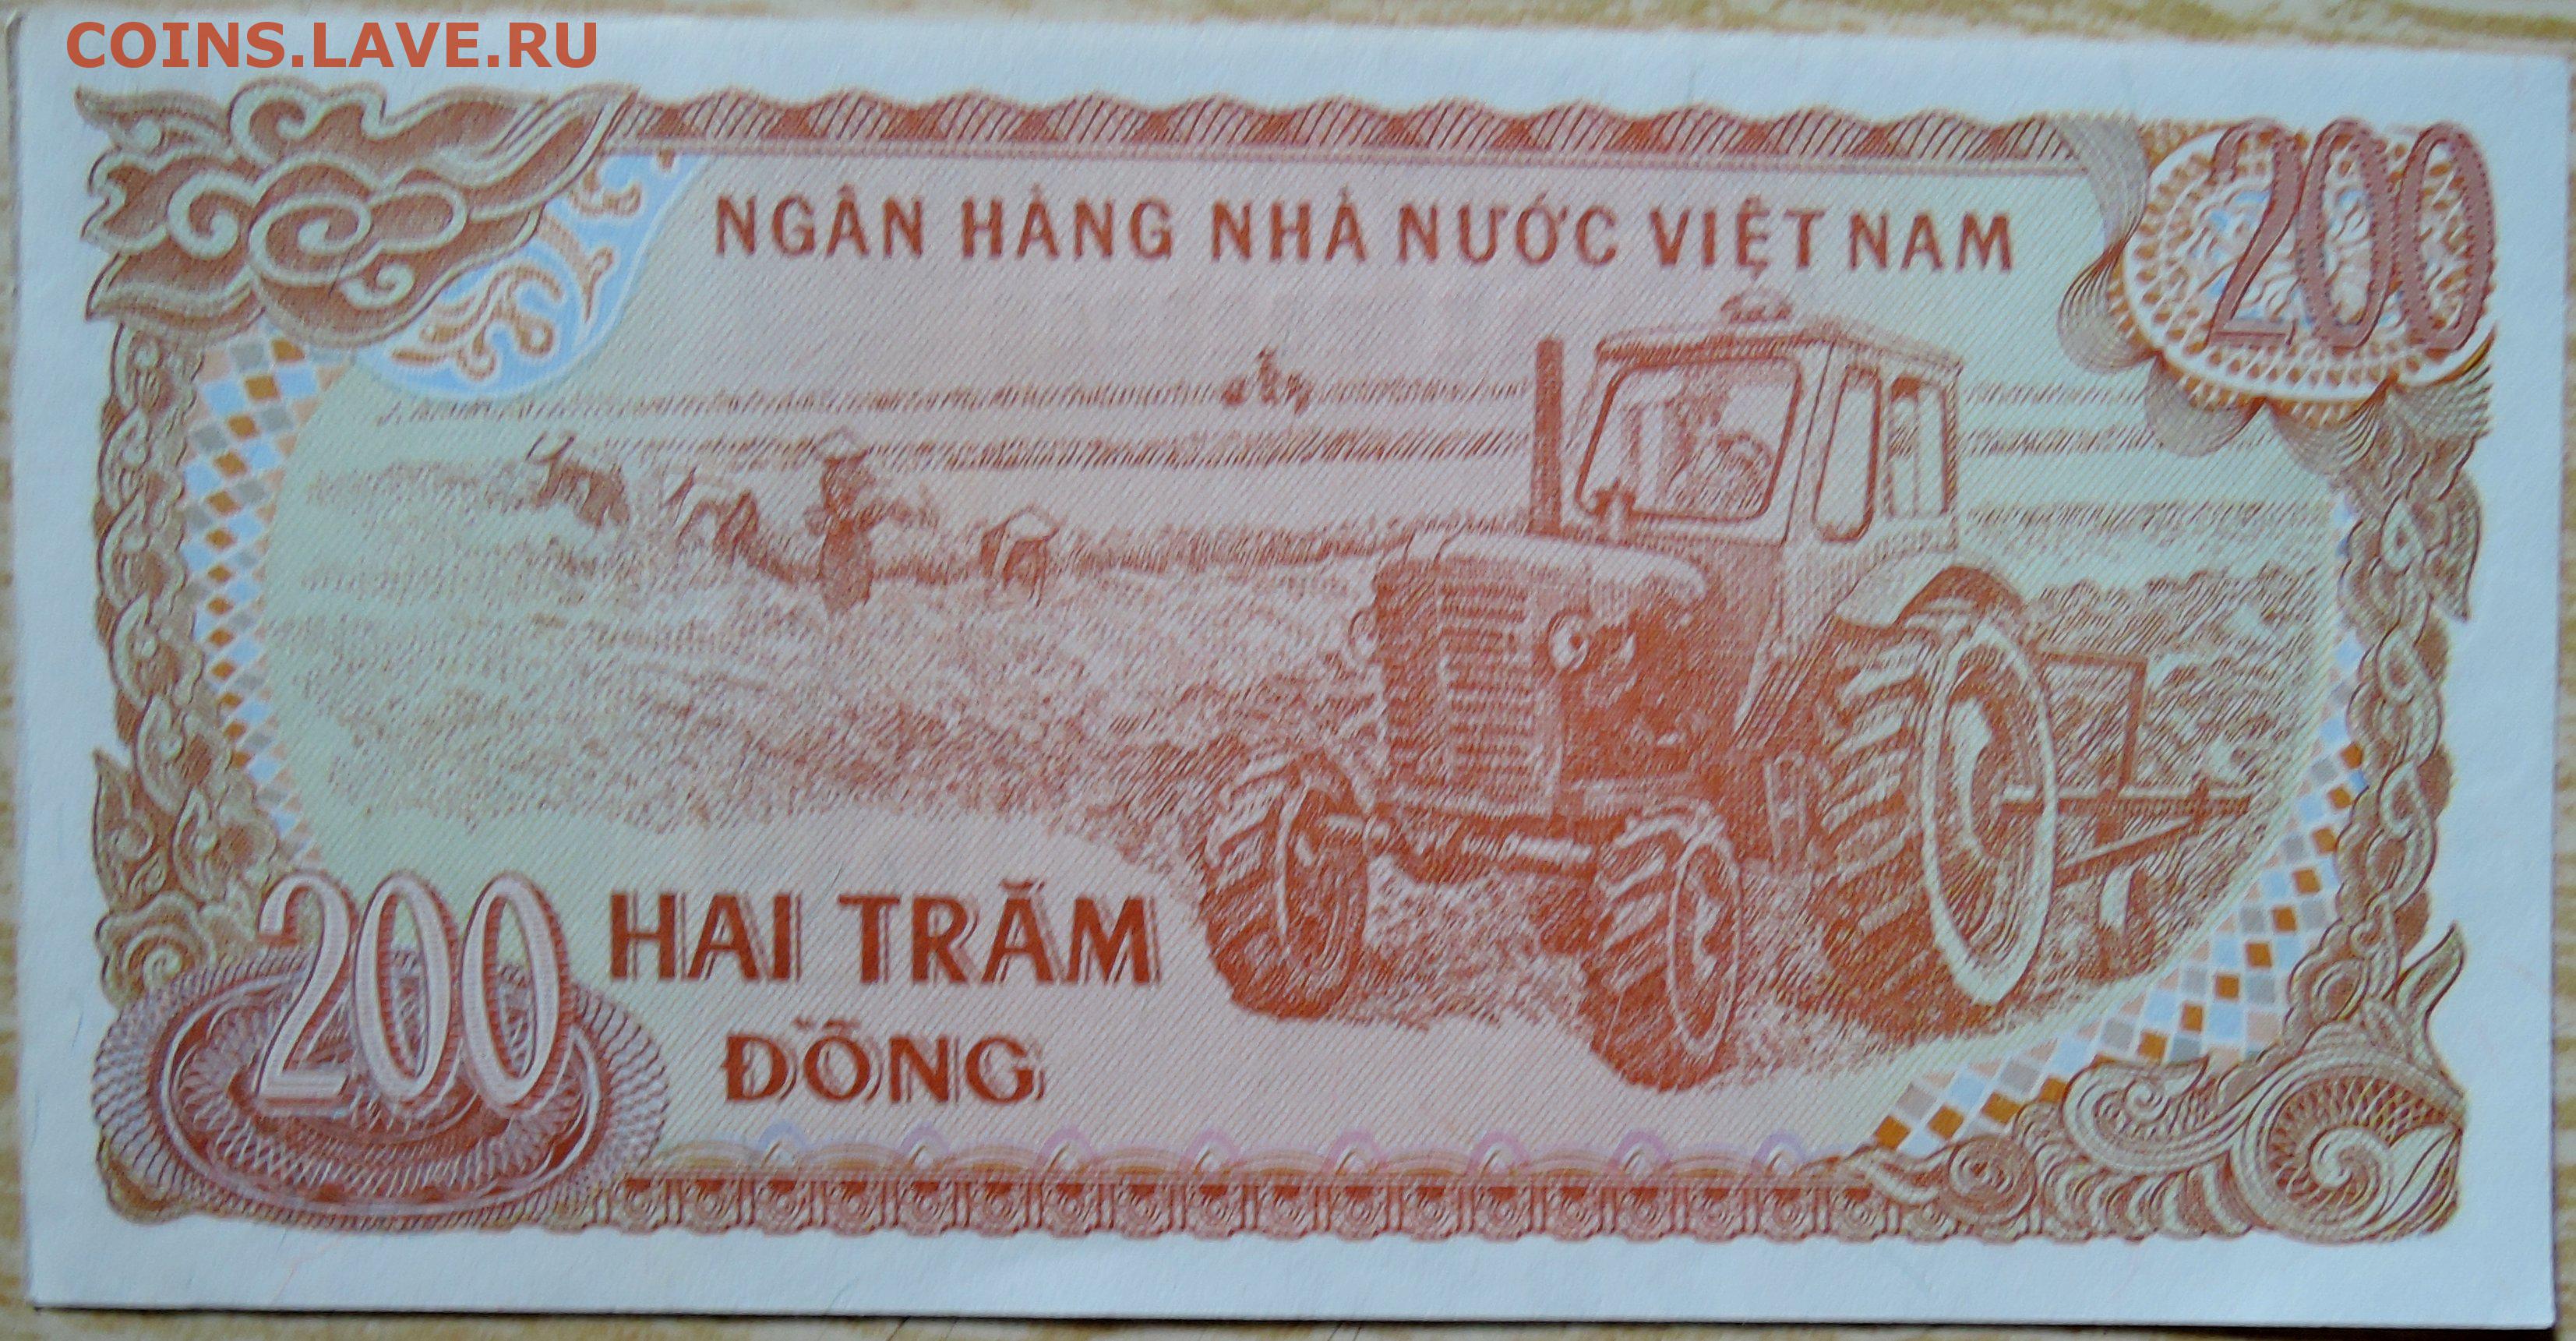 COINS.LAVE.RU
200
NGÂN HÀNG NHÀ NƯỚC VIỆT NAM
200
HAI TRĂM
ĐỒNG